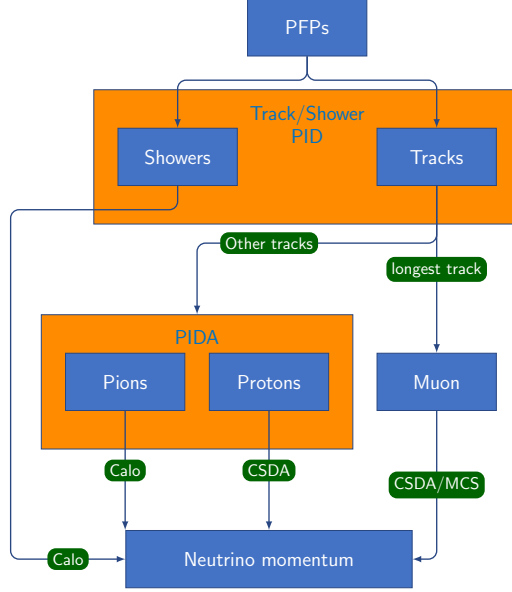 PFPs
Track/Shower
PID
Showers
Tracks
Other tracks
longest track
PIDA
Pions
Protons
Muon
Calo
CSDA
CSDA/MCS
Calo
Neutrino momentum